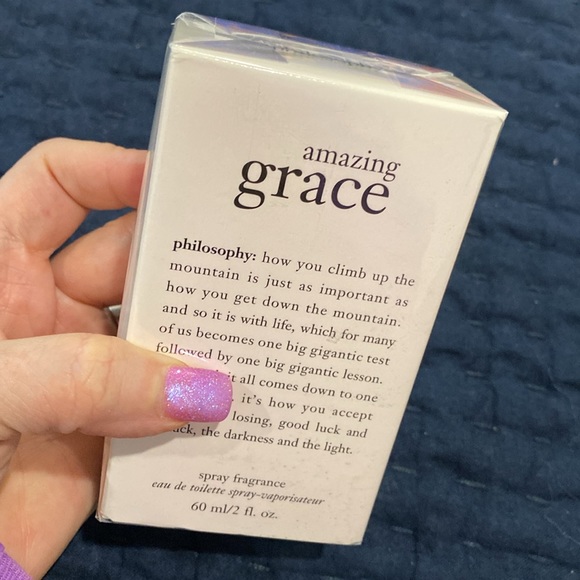 amazing
grace
philosophy: how you climb up the
mountain is just as important as
how you get down the mountain.
and so it is with life, which for many
of us becomes one big gigantic test
followed by one big gigantic lesson.
it all comes down to one
it's how you accept
losing, good luck and
the darkness and the light.
spray fragrance
eau de toilette spray-vaporisateur
60 ml/2 fl. oz.